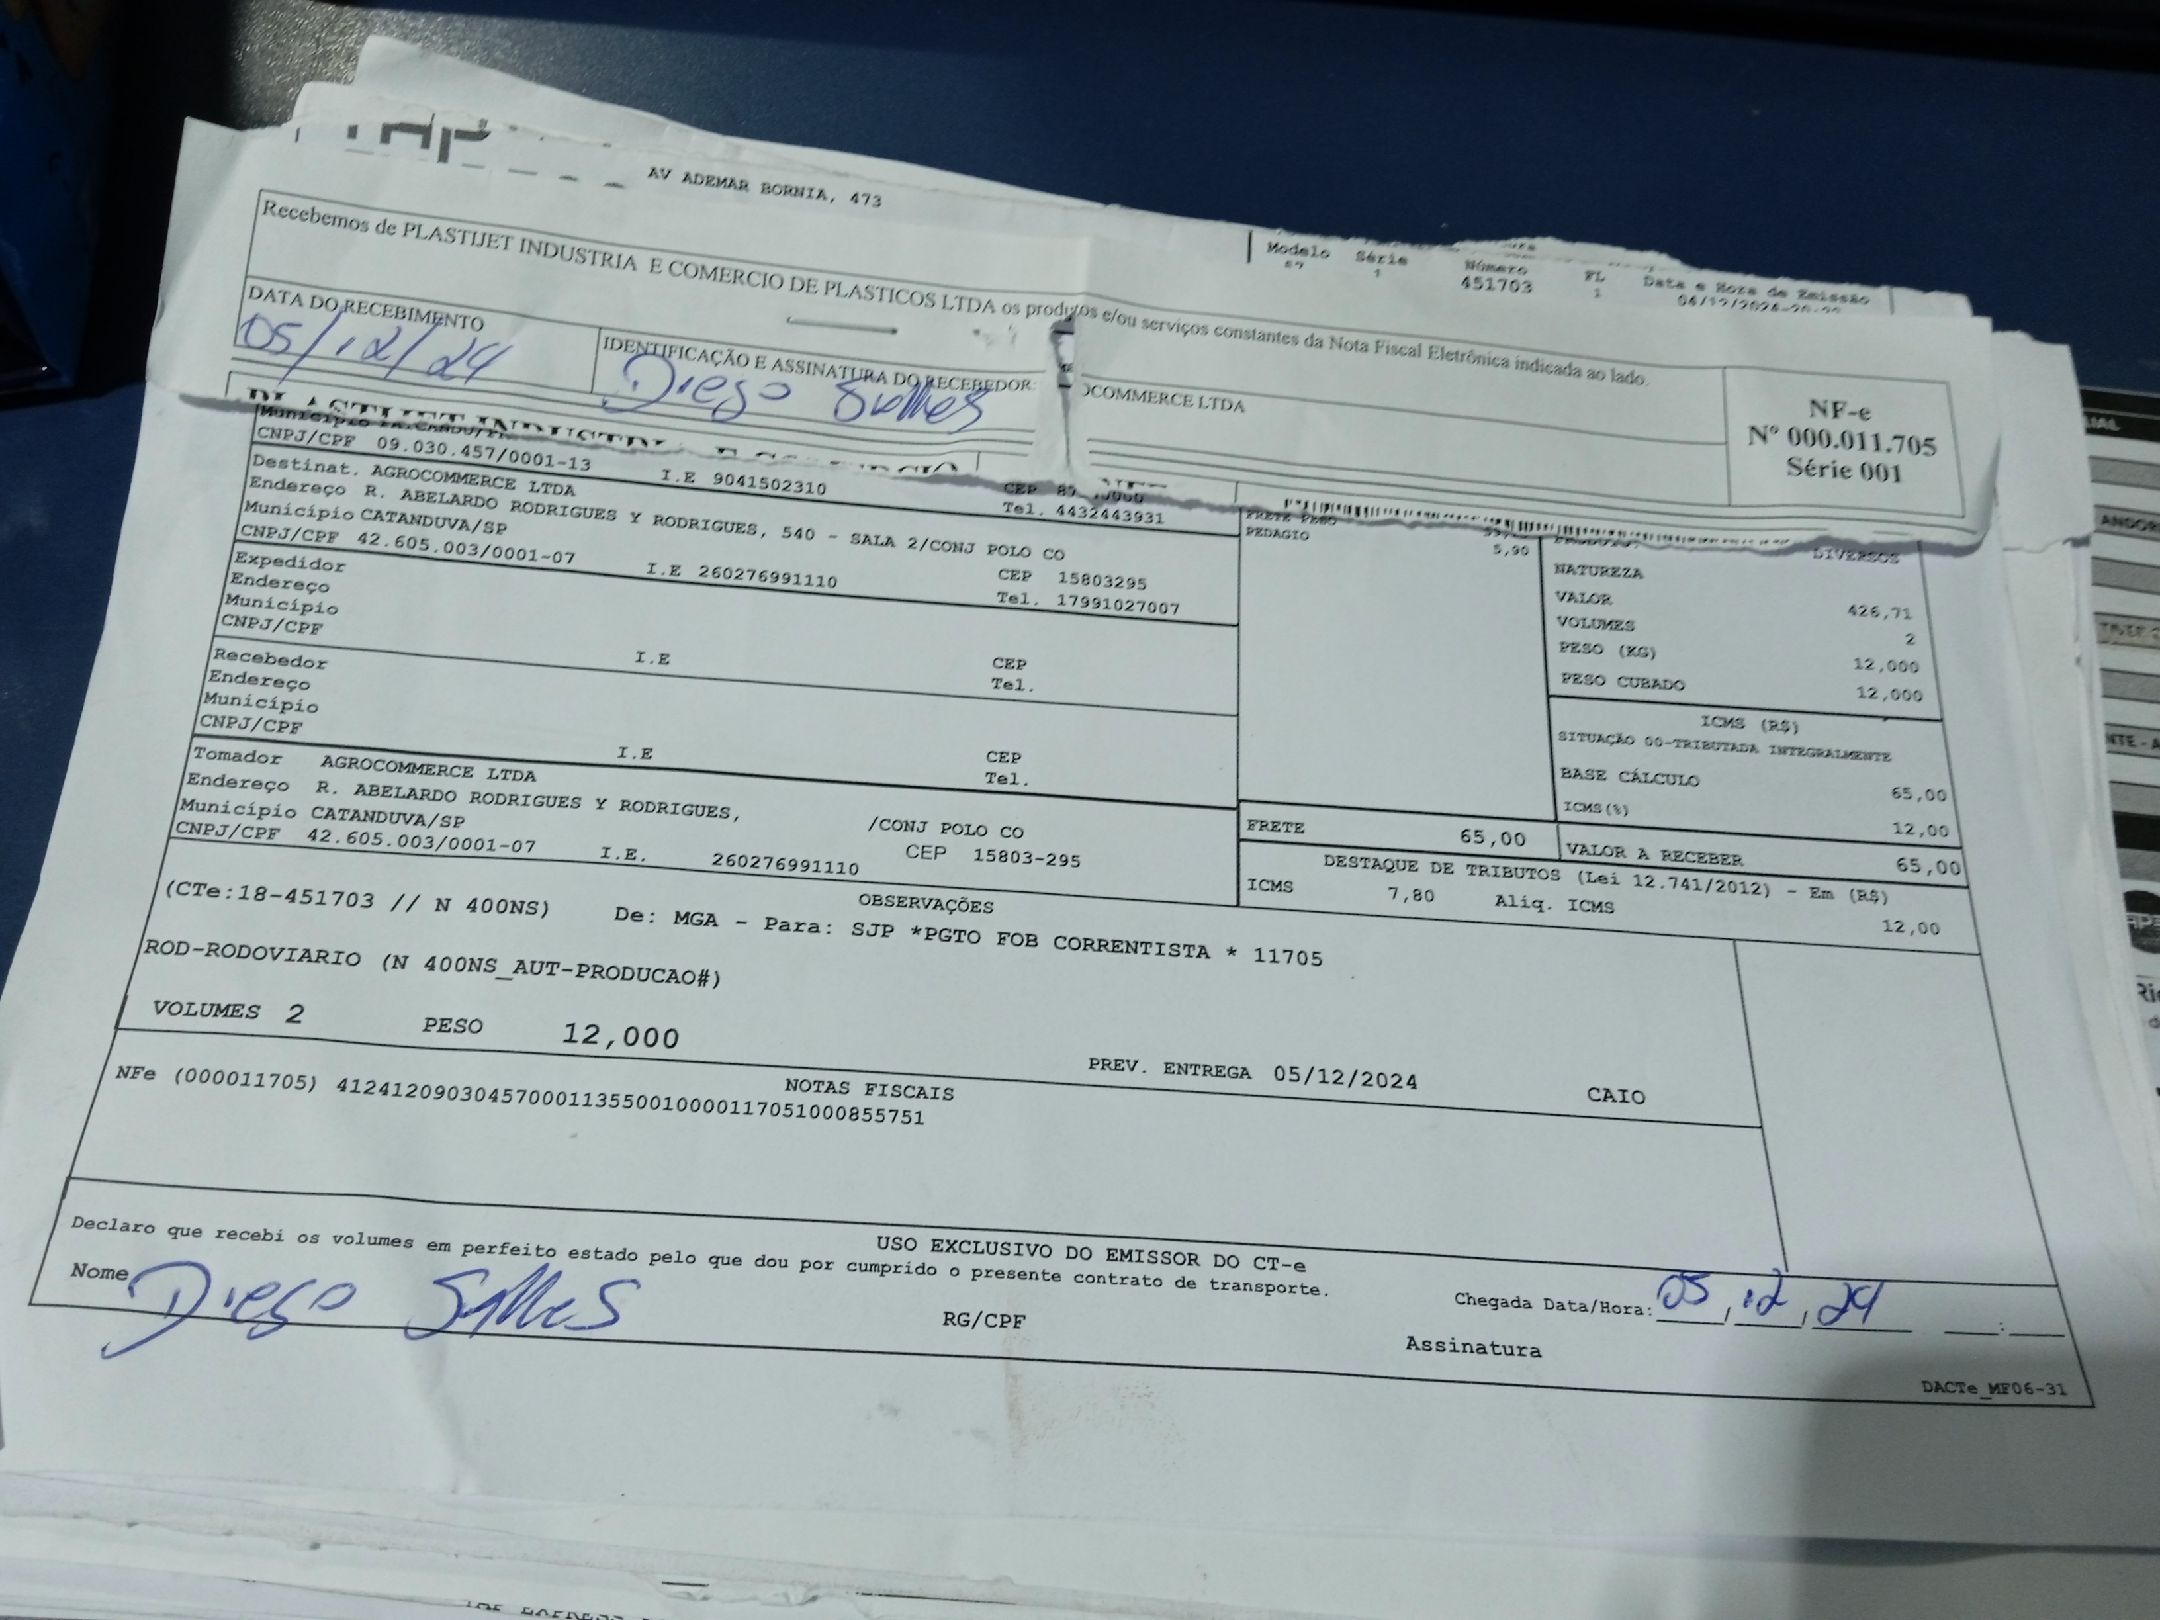 AV ADEMAR BORNIA, 473
Modelo Série Número FL Data e Hora de Emissão
1 451703 1
Recebemos de PLASTIJET INDUSTRIA E COMERCIO DE PLASTICOS LTDA os produtos e/ou serviços constantes da Nota Fiscal Eletrônica indicada ao lado.
DATA DO RECEBIMENTO
05/12/24
IDENTIFICAÇÃO E ASSINATURA DO RECEBEDOR
Diego
OCOMMERCE LTDA
NF-e
Nº 000.011.705
Série 001
PLASTIJET INDUSTRIA E COMERCIO
Município
CNPJ/CPF 09.030.457/0001-13 I.E 9041502310 CEP
Tel. 4432443931
Destinat. AGROCOMMERCE LTDA
Endereço R. ABELARDO RODRIGUES Y RODRIGUES, 540 - SALA 2/CONJ POLO CO
Município CATANDUVA/SP CEP 15803295
CNPJ/CPF 42.605.003/0001-07 I.E 260276991110 Tel. 17991027007
Expedidor
Endereço
Município CEP
CNPJ/CPF I.E Tel.
Recebedor
Endereço
Município CEP
CNPJ/CPF I.E Tel.
Tomador AGROCOMMERCE LTDA
Endereço R. ABELARDO RODRIGUES Y RODRIGUES, /CONJ POLO CO
Município CATANDUVA/SP CEP 15803-295
CNPJ/CPF 42.605.003/0001-07 I.E. 260276991110
FRETE PESO
PEDAGIO 5,90
DIVERSOS
NATUREZA
VALOR 426,71
VOLUMES 2
PESO (KG) 12,000
PESO CUBADO 12,000
ICMS (R$)
SITUAÇÃO 00-TRIBUTADA INTEGRALMENTE
BASE CÁLCULO 65,00
ICMS(%) 12,00
FRETE 65,00 VALOR A RECEBER 65,00
DESTAQUE DE TRIBUTOS (Lei 12.741/2012) - Em (R$)
ICMS 7,80 Aliq. ICMS 12,00
OBSERVAÇÕES
(CTe:18-451703 // N 400NS) De: MGA - Para: SJP *PGTO FOB CORRENTISTA * 11705
ROD-RODOVIARIO (N 400NS_AUT-PRODUCAO#)
VOLUMES 2 PESO 12,000 PREV. ENTREGA 05/12/2024 CAIO
NOTAS FISCAIS
NFe (000011705) 41241209030457000113550010000117051000855751
USO EXCLUSIVO DO EMISSOR DO CT-e
Declaro que recebi os volumes em perfeito estado pelo que dou por cumprido o presente contrato de transporte.
Nome Diego RG/CPF Assinatura
Chegada Data/Hora: 05,12,24 __:__
DACTe_MF06-31